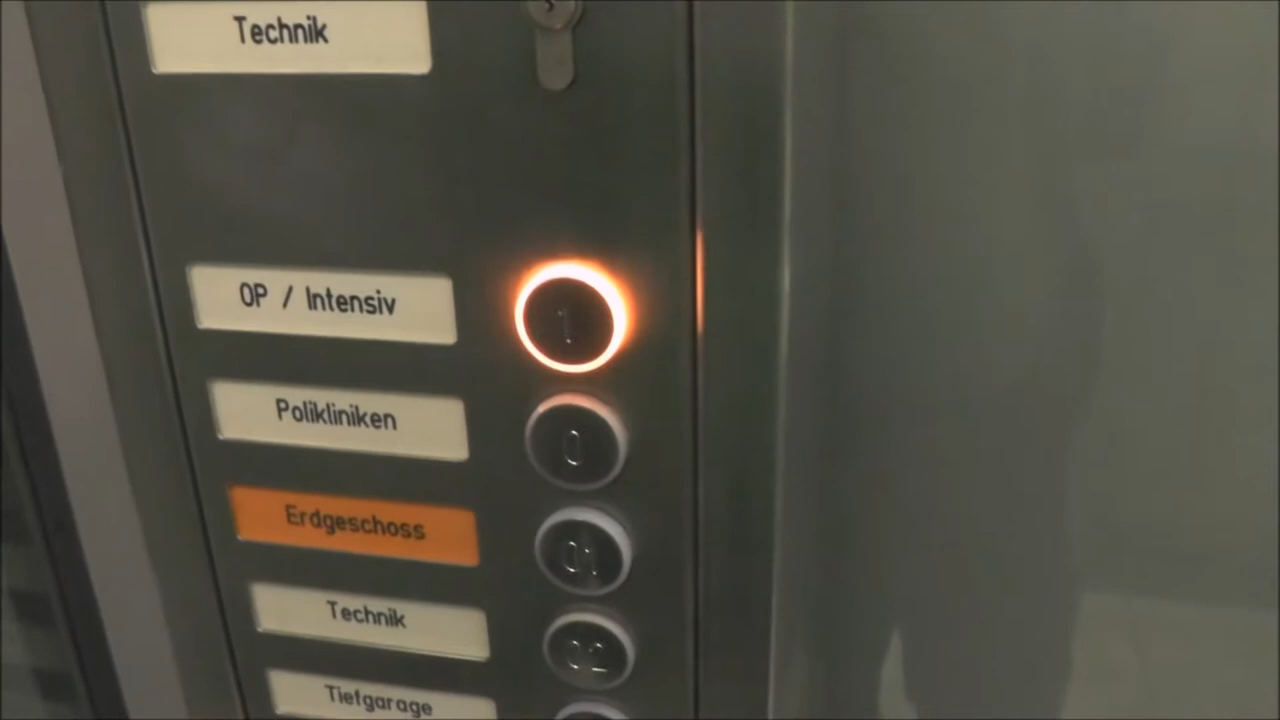 Technik
OP / Intensiv
1
Polikliniken
0
Erdgeschoss
01
Technik
02
Tiefgarage